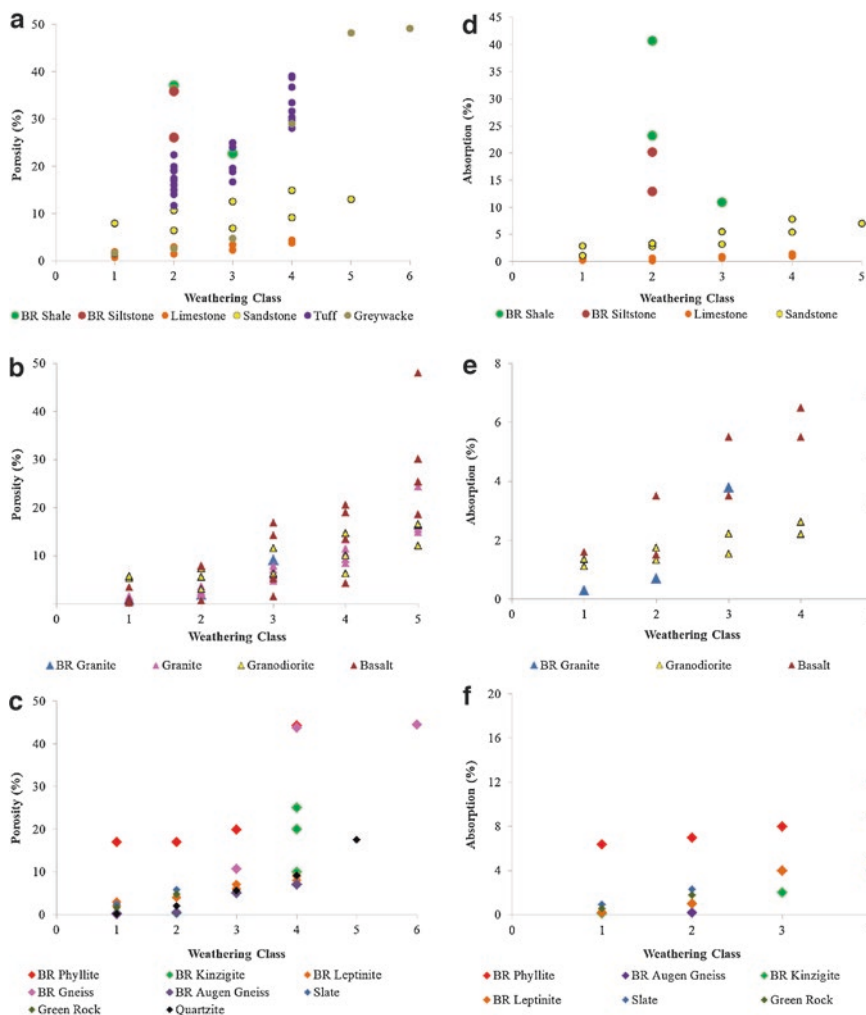 a
50
40
30
20
10
0
Porosity (%)
0 1 2 3 4 5 6
Weathering Class
BR Shale BR Siltstone Limestone Sandstone Tuff Greywacke
d
45
40
35
30
25
20
15
10
5
0
Absorption (%)
0 1 2 3 4 5
Weathering Class
BR Shale BR Siltstone Limestone Sandstone
b
50
40
30
20
10
Porosity (%)
0 1 2 3 4 5
Weathering Class
BR Granite Granite Granodiorite Basalt
e
8
6
4
2
0
Absorption (%)
0 1 2 3 4
Weathering Class
BR Granite Granodiorite Basalt
c
50
40
30
20
10
0
Porosity (%)
0 1 2 3 4 5 6
Weathering Class
BR Phyllite BR Kinzigite BR Leptinite
BR Gneiss BR Augen Gneiss Slate
Green Rock Quartzite
f
20
16
12
8
4
0
Absorption (%)
0 1 2 3
Weathering Class
BR Phyllite BR Augen Gneiss BR Kinzigite
BR Leptinite Slate Green Rock